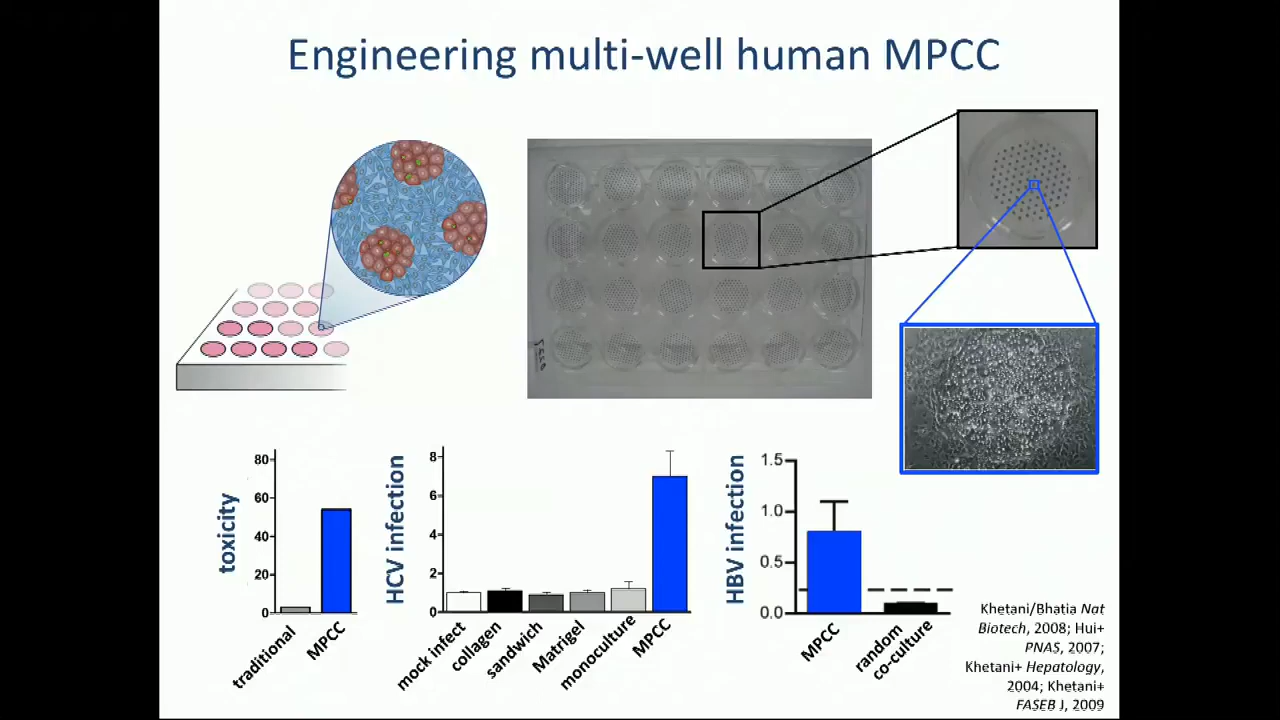 Engineering multi-well human MPCC
toxicity
80
60
40
20
0
traditional
MPCC
HCV infection
8
6
4
2
0
mock infect
collagen
sandwich
Matrigel
monoculture
MPCC
HBV infection
1.5
1.0
0.5
0.0
MPCC
random
co-culture
Khetani/Bhatia Nat
Biotech, 2008; Hui+
PNAS, 2007;
Khetani+ Hepatology,
2004; Khetani+
FASEB J, 2009